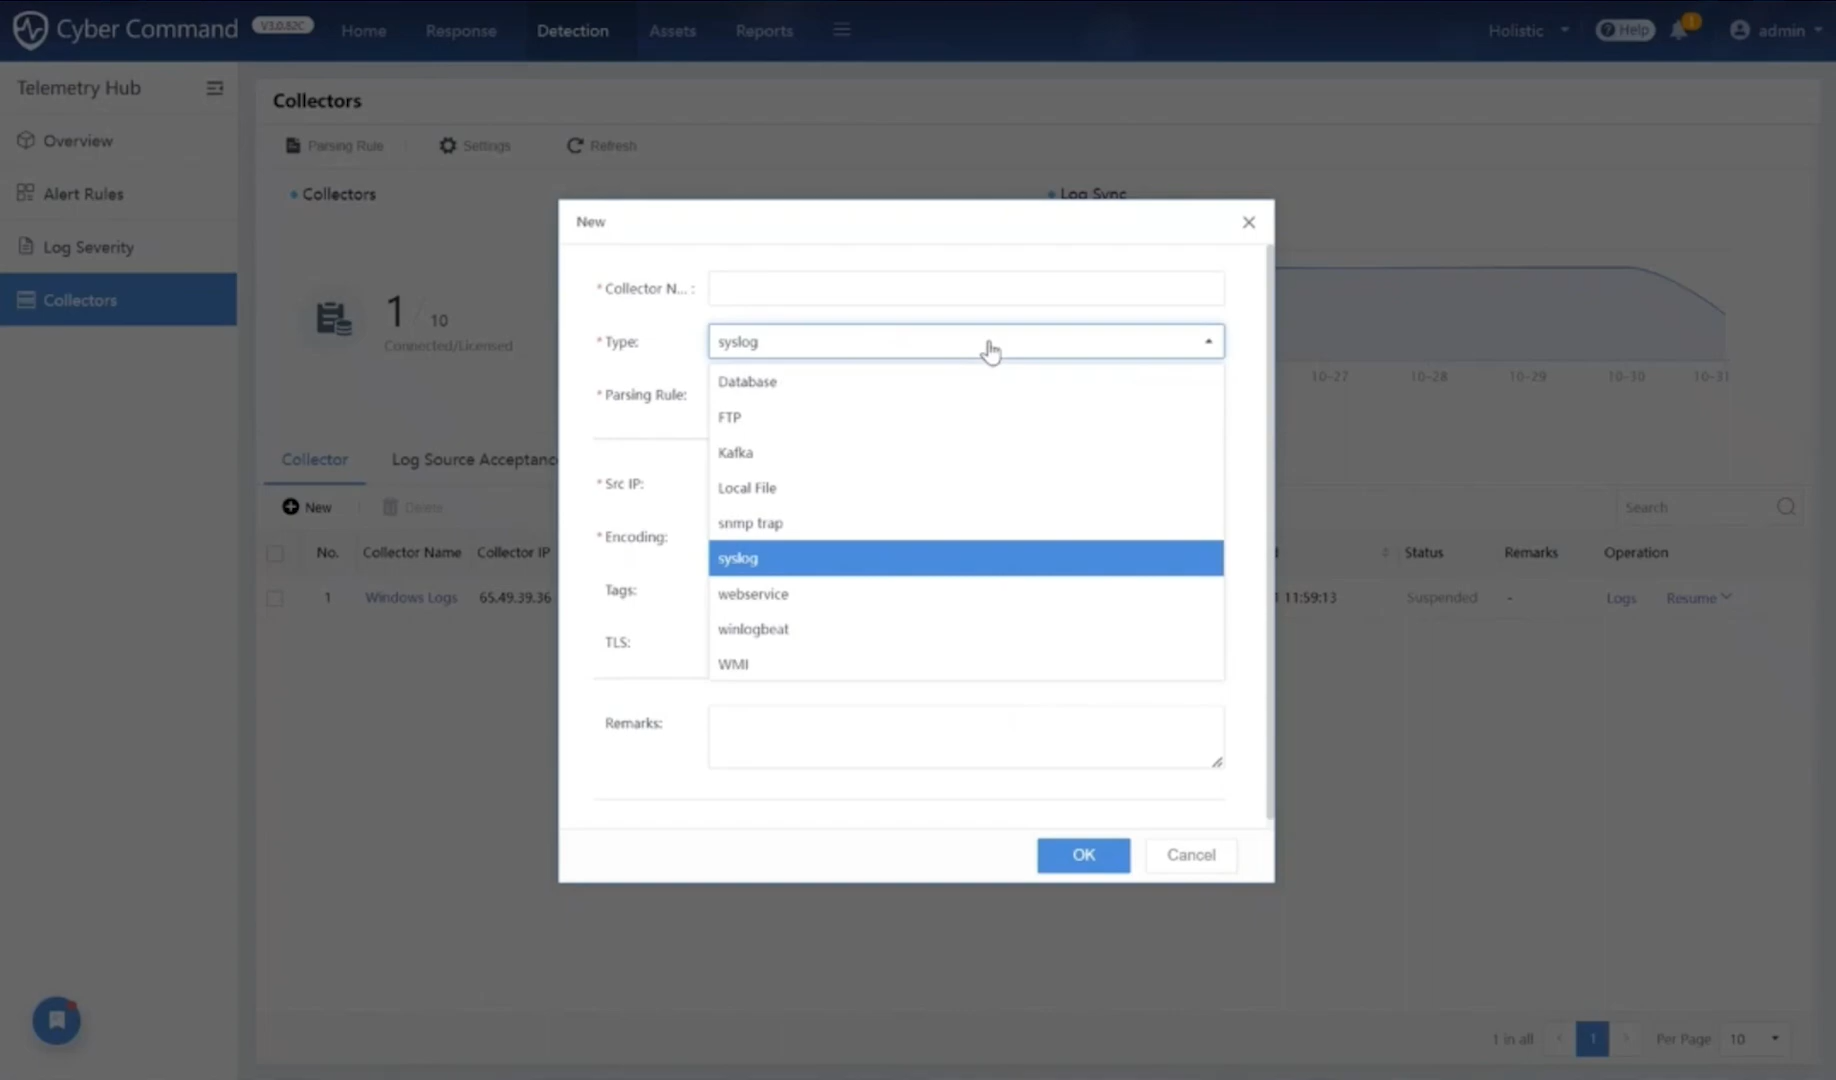 Cyber Command V3.0.82C Home Response Detection Assets Reports Holistic Help 1 admin
Telemetry Hub
Overview
Alert Rules
Log Severity
Collectors
Collectors
Parsing Rule Settings Refresh
Collectors
Log Sync
1 / 10
Connected/Licensed
10-27 10-28 10-29 10-30 10-31
Collector Log Source Acceptance
New Delete
Search
No. Collector Name Collector IP Status Remarks Operation
1 Windows Logs 65.49.39.36 11:59:13 Suspended - Logs Resume
1 in all 1 Per Page 10
New
* Collector N... :
* Type: syslog
Database
* Parsing Rule:
FTP
Kafka
* Src IP:
Local File
snmp trap
* Encoding:
syslog
Tags:
webservice
TLS:
winlogbeat
WMI
Remarks:
OK Cancel